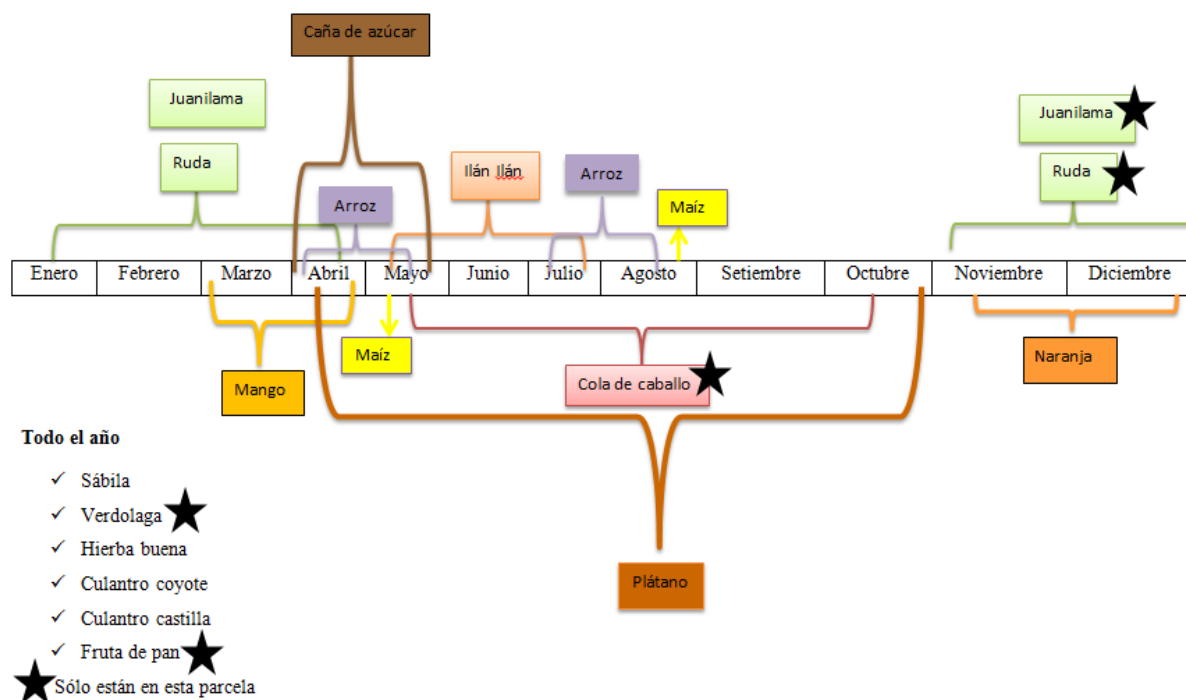 Caña de azúcar
Juanilama
Juanilama
Ruda
Ilán Ilán
Arroz
Ruda
Arroz
Maíz
Enero Febrero Marzo Abril Mayo Junio Julio Agosto Setiembre Octubre Noviembre Diciembre
Maíz
Naranja
Mango
Cola de caballo
Todo el año
✓ Sábila
✓ Verdolaga
✓ Hierba buena
✓ Culantro coyote
✓ Culantro castilla
Plátano
✓ Fruta de pan
Sólo están en esta parcela